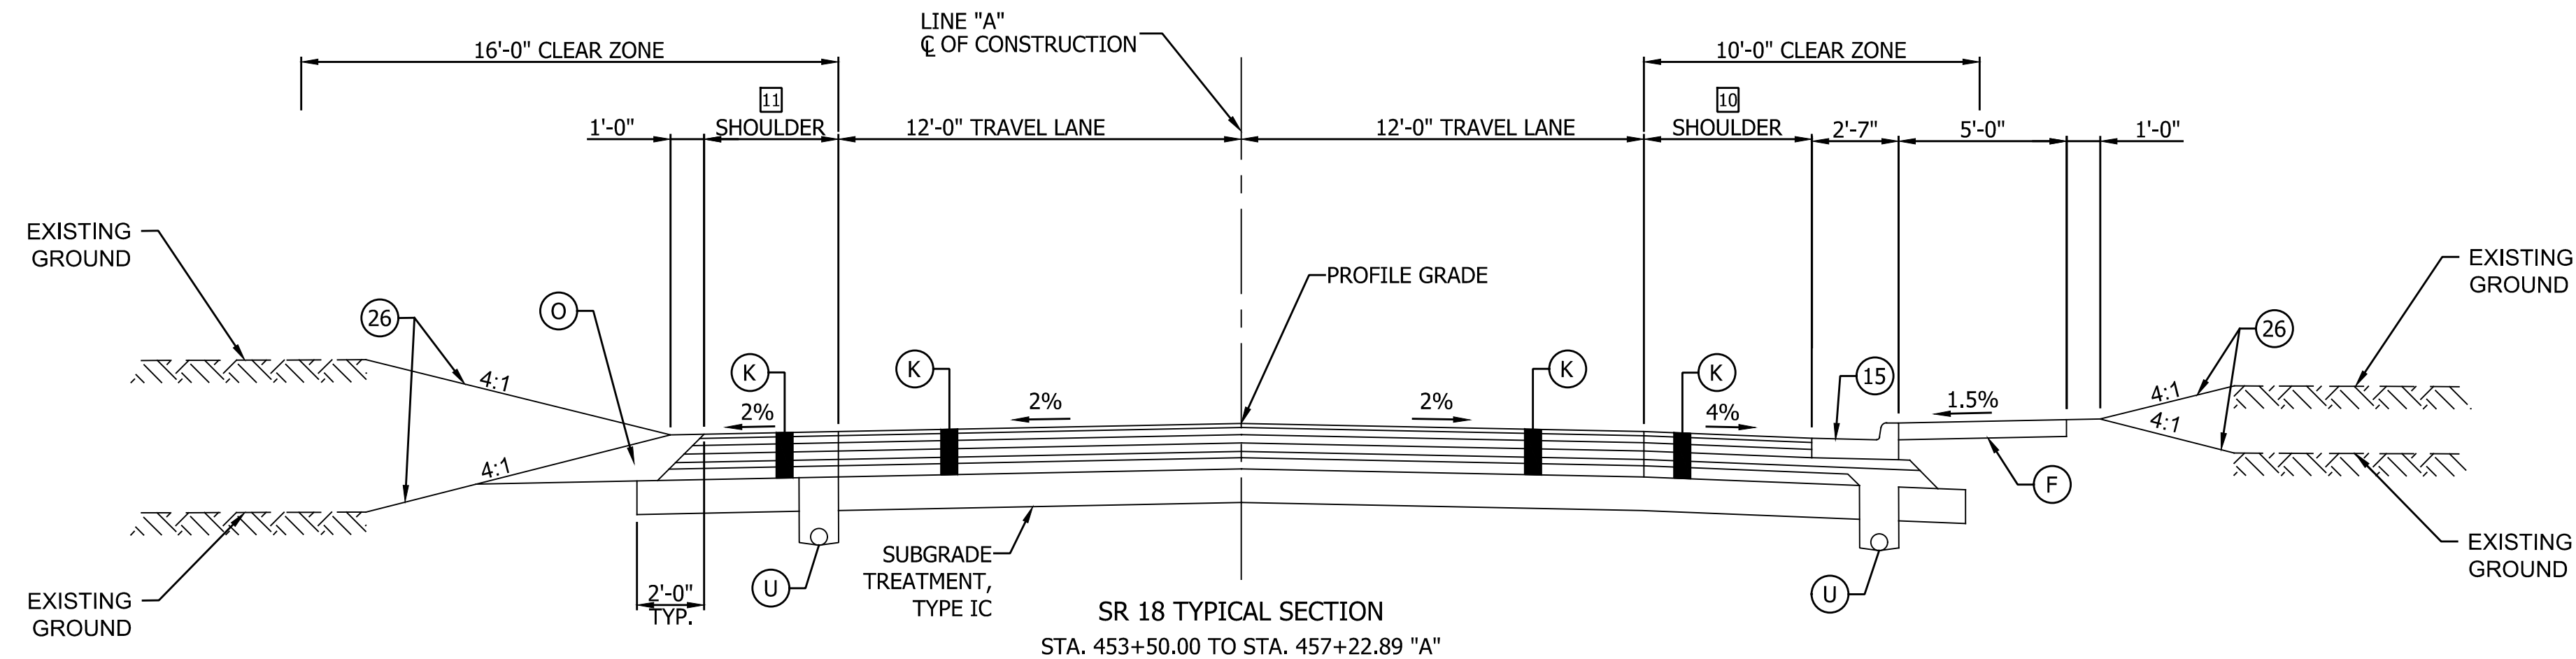 LINE "A"
℄ OF CONSTRUCTION
16'-0" CLEAR ZONE
10'-0" CLEAR ZONE
11
10
1'-0"
SHOULDER
12'-0" TRAVEL LANE
12'-0" TRAVEL LANE
SHOULDER
2'-7"
5'-0"
1'-0"
EXISTING
GROUND
EXISTING
GROUND
PROFILE GRADE
26
O
26
K
K
K
K
15
4:1
2%
2%
2%
4%
1.5%
4:1
4:1
4:1
F
U
U
SUBGRADE
TREATMENT,
TYPE IC
2'-0"
TYP.
EXISTING
GROUND
EXISTING
GROUND
SR 18 TYPICAL SECTION
STA. 453+50.00 TO STA. 457+22.89 "A"